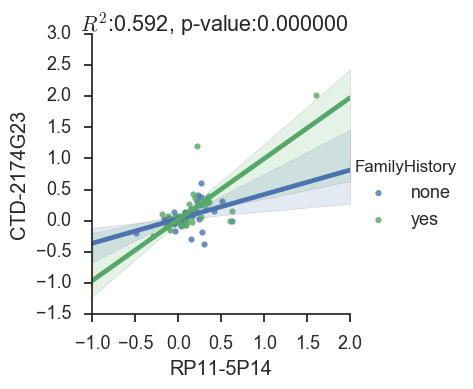 R²:0.592, p-value:0.000000
3.0
2.5
2.0
1.5
1.0
0.5
0.0
−0.5
−1.0
−1.5
CTD-2174G23
−1.0 −0.5 0.0 0.5 1.0 1.5 2.0
RP11-5P14
FamilyHistory
none
yes